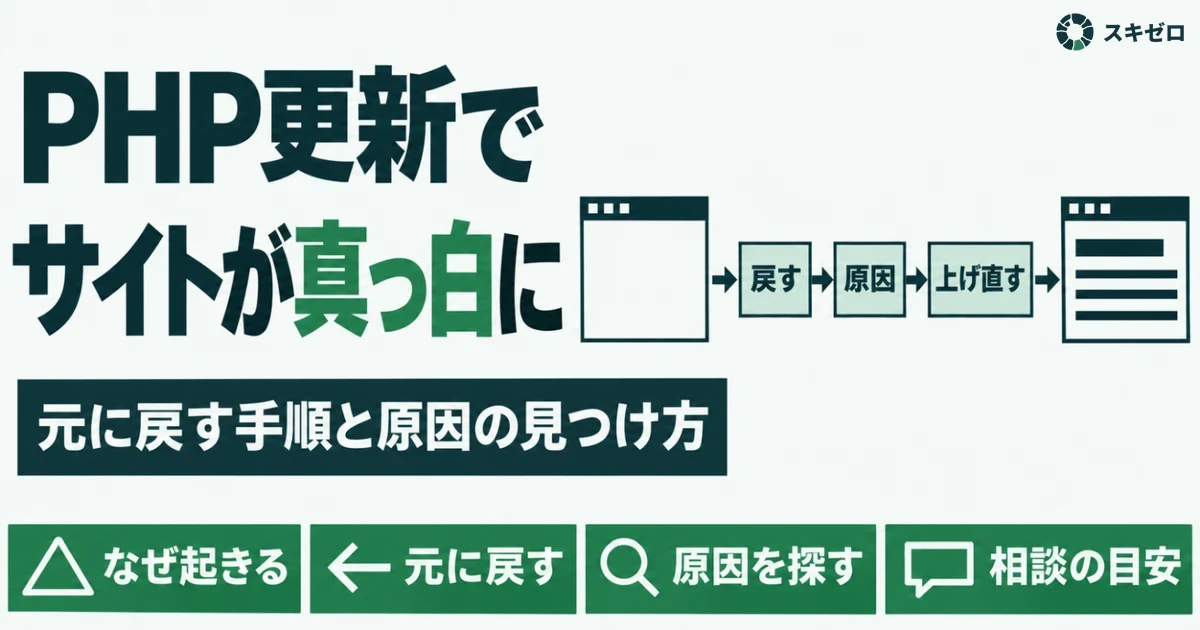 スキゼロ
PHP更新で
サイトが真っ白に
戻す
原因
上げ直す
元に戻す手順と原因の見つけ方
なぜ起きる
元に戻す
原因を探す
相談の目安